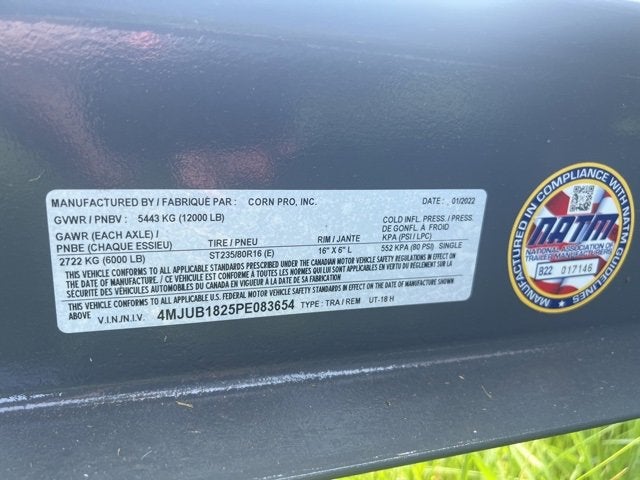 MANUFACTURED BY / FABRIQUÉ PAR : CORN PRO, INC. DATE : 01/2022
GVWR / PNBV : 5443 KG (12000 LB) COLD INFL. PRESS. / PRESS.
GAWR (EACH AXLE) / DE GONFL. À FROID
PNBE (CHAQUE ESSIEU) TIRE / PNEU RIM / JANTE KPA (PSI / LPC)
2722 KG (6000 LB) ST235/80R16 (E) 16" X 6" L 552 KPA (80 PSI) SINGLE
THIS VEHICLE CONFORMS TO ALL APPLICABLE STANDARDS PRESCRIBED UNDER THE CANADIAN MOTOR VEHICLE SAFETY REGULATIONS IN EFFECT ON
THE DATE OF MANUFACTURE. / CE VÉHICULE EST CONFORME À TOUTES LES NORMES QUI LUI SONT APPLICABLES EN VERTU DU RÈGLEMENT SUR LA
SÉCURITÉ DES VÉHICULES AUTOMOBILES DU CANADA EN VIGUEUR À LA DATE DE SA FABRICATION
THIS VEHICLE CONFORMS TO ALL APPLICABLE U.S. FEDERAL MOTOR VEHICLE SAFETY STANDARDS IN EFFECT ON THE DATE OF MANUFACTURE SHOWN
ABOVE
V.I.N./N.I.V. 4MJUB1825PE083654 TYPE : TRA / REM UT-18 H
MANUFACTURED IN COMPLIANCE WITH NATM GUIDELINES
NATM
NATIONAL ASSOCIATION OF
TRAILER MANUFACTURERS
B22 017146